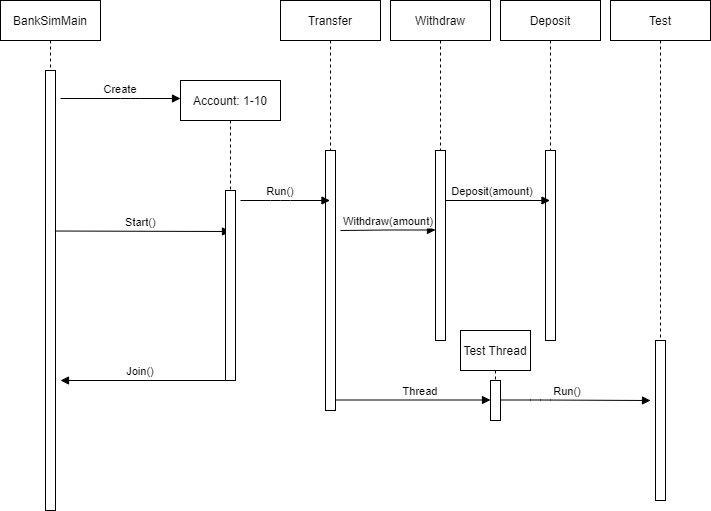 BankSimMain
Transfer
Withdraw
Deposit
Test
Create
Account: 1-10
Run()
Deposit(amount)
Start()
Withdraw(amount)
Test Thread
Join()
Thread
Run()